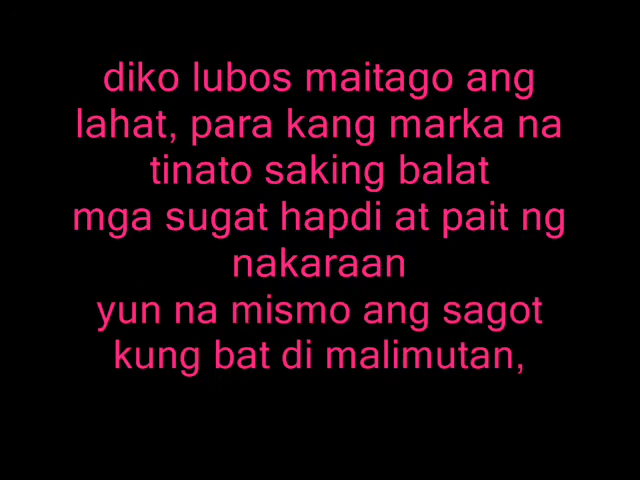 diko lubos maitago ang
lahat, para kang marka na
tinato saking balat
mga sugat hapdi at pait ng
nakaraan
yun na mismo ang sagot
kung bat di malimutan,